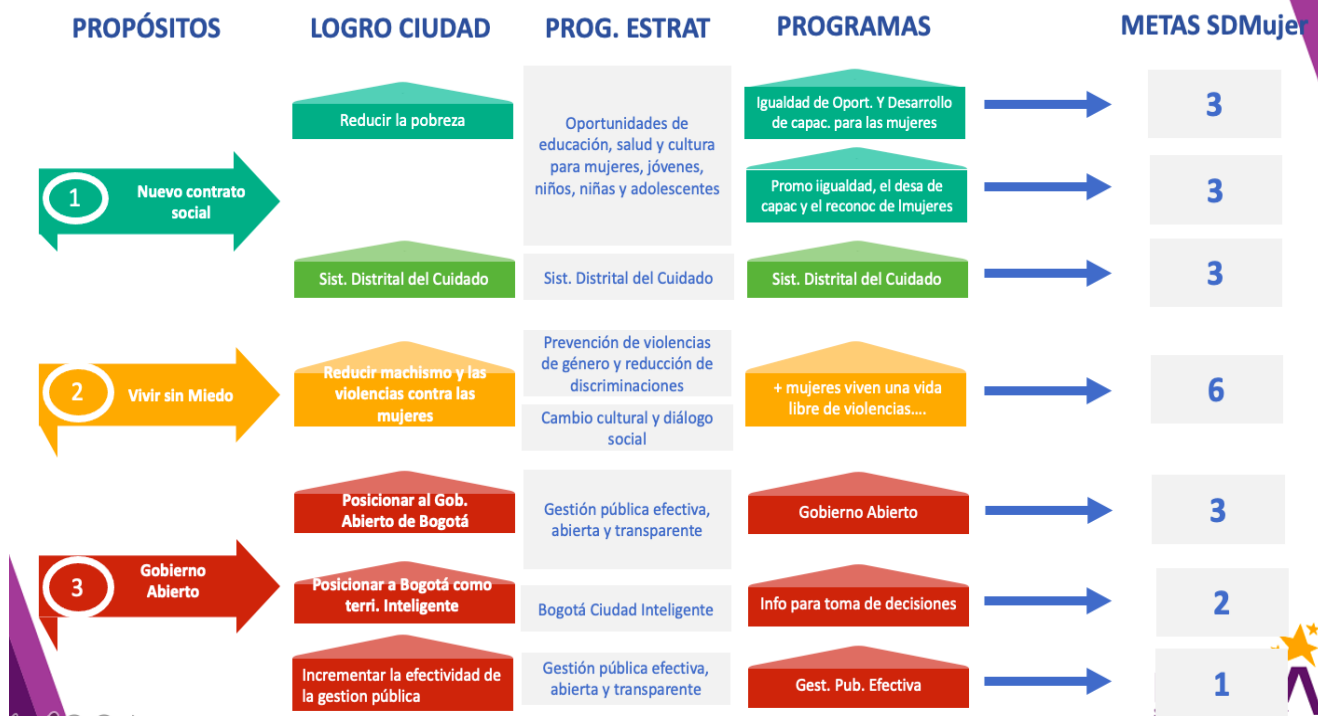 PROPÓSITOS
LOGRO CIUDAD
PROG. ESTRAT
PROGRAMAS
METAS SDMujer
1
Nuevo contrato
social
Reducir la pobreza
Oportunidades de
educación, salud y cultura
para mujeres, jóvenes,
niños, niñas y adolescentes
Igualdad de Oport. Y Desarrollo
de capac. para las mujeres
3
Promo iigualdad, el desa de
capac y el reconoc de lmujeres
3
Sist. Distrital del Cuidado
Sist. Distrital del Cuidado
Sist. Distrital del Cuidado
3
2
Vivir sin Miedo
Reducir machismo y las
violencias contra las
mujeres
Prevención de violencias
de género y reducción de
discriminaciones
Cambio cultural y diálogo
social
+ mujeres viven una vida
libre de violencias....
6
3
Gobierno
Abierto
Posicionar al Gob.
Abierto de Bogotá
Gestión pública efectiva,
abierta y transparente
Gobierno Abierto
3
Posicionar a Bogotá como
terri. Inteligente
Bogotá Ciudad Inteligente
Info para toma de decisiones
2
Incrementar la efectividad de
la gestion pública
Gestión pública efectiva,
abierta y transparente
Gest. Pub. Efectiva
1